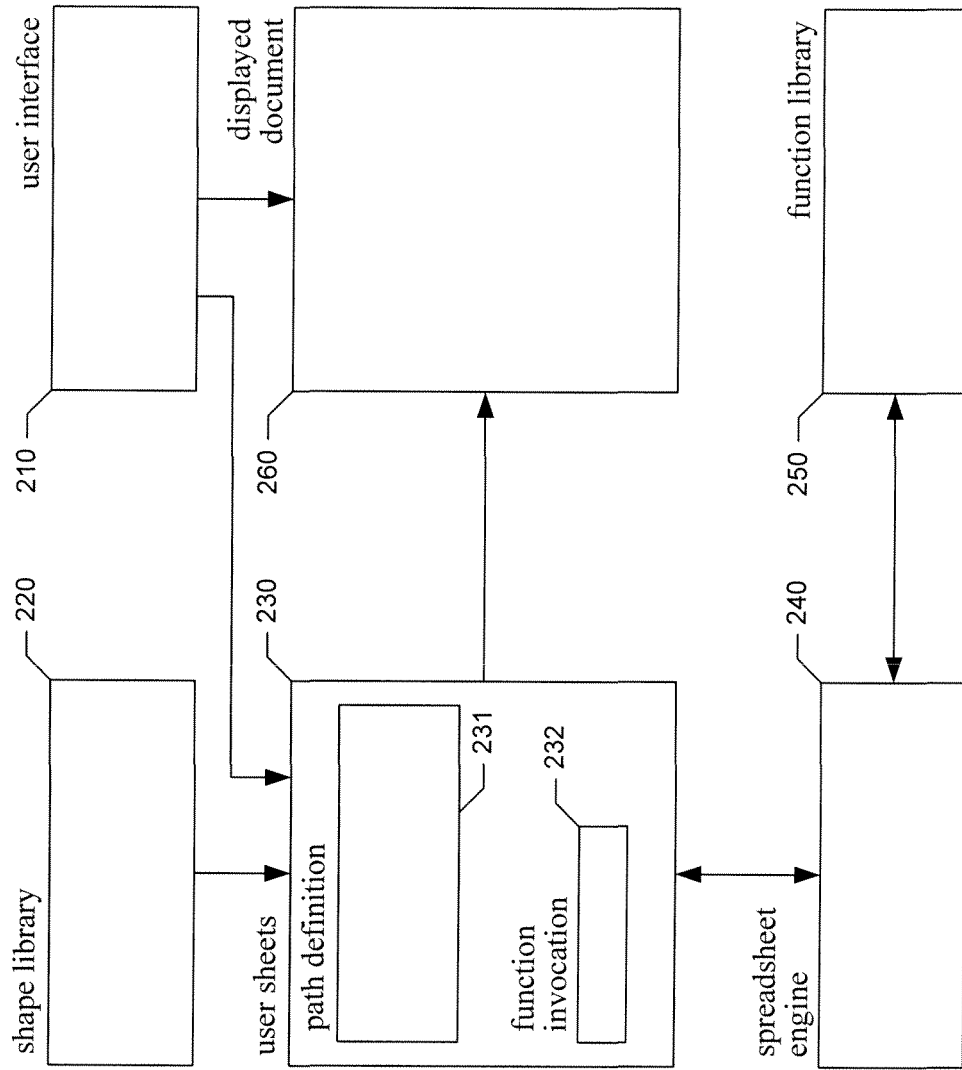 shape library
220
user interface
210
user sheets
230
path definition
231
function
invocation
232
displayed
document
260
spreadsheet
engine
240
function library
250